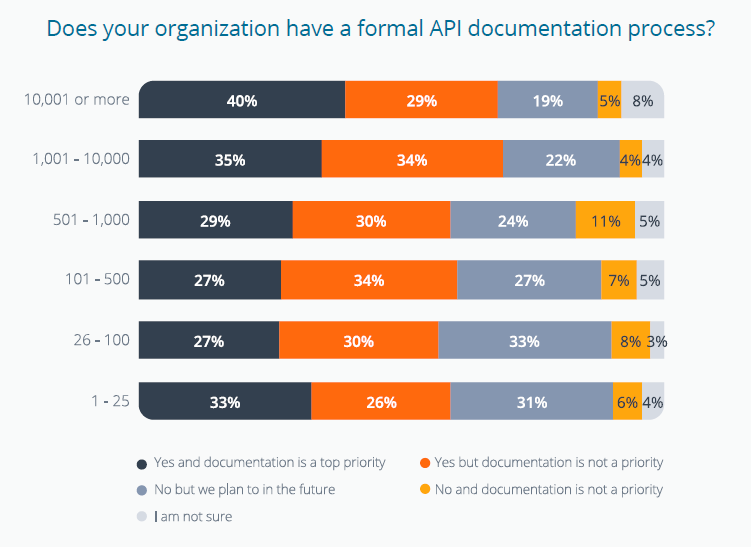 Does your organization have a formal API documentation process?
10,001 or more 40% 29% 19% 5% 8%
1,001 - 10,000 35% 34% 22% 4% 4%
501 - 1,000 29% 30% 24% 11% 5%
101 - 500 27% 34% 27% 7% 5%
26 - 100 27% 30% 33% 8% 3%
1 - 25 33% 26% 31% 6% 4%
Yes and documentation is a top priority Yes but documentation is not a priority
No but we plan to in the future No and documentation is not a priority
I am not sure